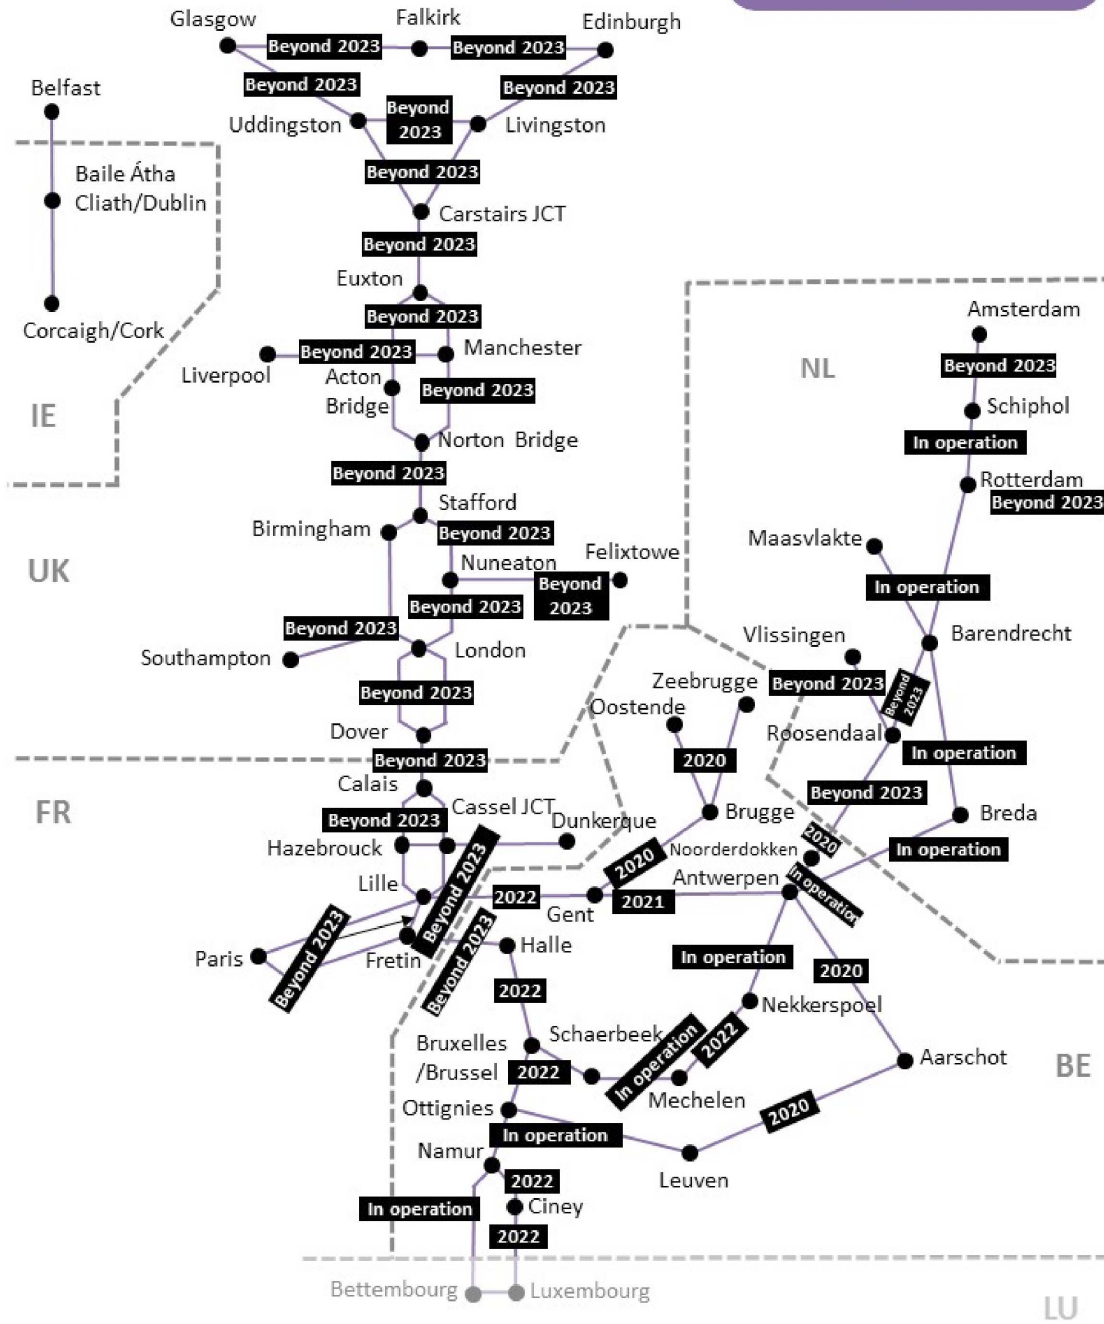 Glasgow
Falkirk
Edinburgh
Beyond 2023
Beyond 2023
Beyond 2023
Beyond 2023
Belfast
Uddingston
Beyond
2023
Livingston
Baile Átha
Cliath/Dublin
Beyond 2023
Carstairs JCT
Beyond 2023
Euxton
Corcaigh/Cork
Beyond 2023
Liverpool
Beyond 2023
Manchester
Acton
Bridge
Beyond 2023
IE
Norton Bridge
Beyond 2023
Stafford
Birmingham
Beyond 2023
UK
Nuneaton
Felixtowe
Beyond
2023
Beyond 2023
Beyond 2023
Southampton
London
Beyond 2023
Dover
Beyond 2023
NL
Amsterdam
Beyond 2023
Schiphol
In operation
Rotterdam
Beyond 2023
Maasvlakte
In operation
Vlissingen
Barendrecht
Beyond 2023
Beyond
2023
Roosendaal
In operation
Beyond 2023
Breda
In operation
Zeebrugge
Oostende
2020
Brugge
FR
Calais
Cassel JCT
Beyond 2023
Dunkerque
Hazebrouck
Lille
Beyond 2023
2022
Gent
2020
2021
Noorderdokken
2020
Antwerpen
In operation
Paris
Beyond 2023
Fretin
Beyond 2023
Halle
2022
In operation
2020
Nekkerspoel
Bruxelles
/Brussel
Schaerbeek
2022
In operation
2022
Mechelen
Aarschot
BE
Ottignies
In operation
2020
Leuven
Namur
2022
In operation
Ciney
2022
Bettembourg
Luxembourg
LU